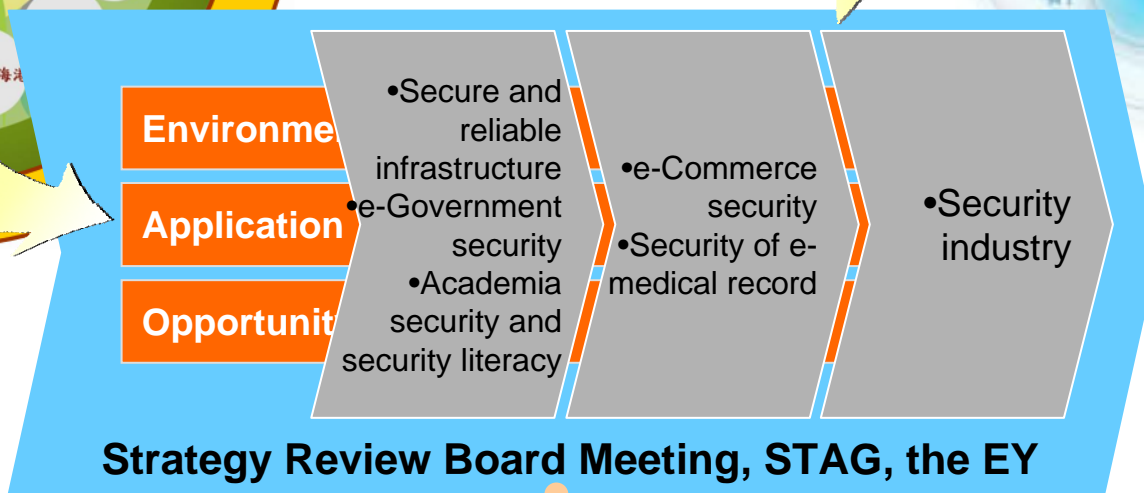 Environme
Application
Opportunit
•Secure and
reliable
infrastructure
•e-Government
security
•Academia
security and
security literacy
•e-Commerce
security
•Security of e-
medical record
•Security
industry
Strategy Review Board Meeting, STAG, the EY